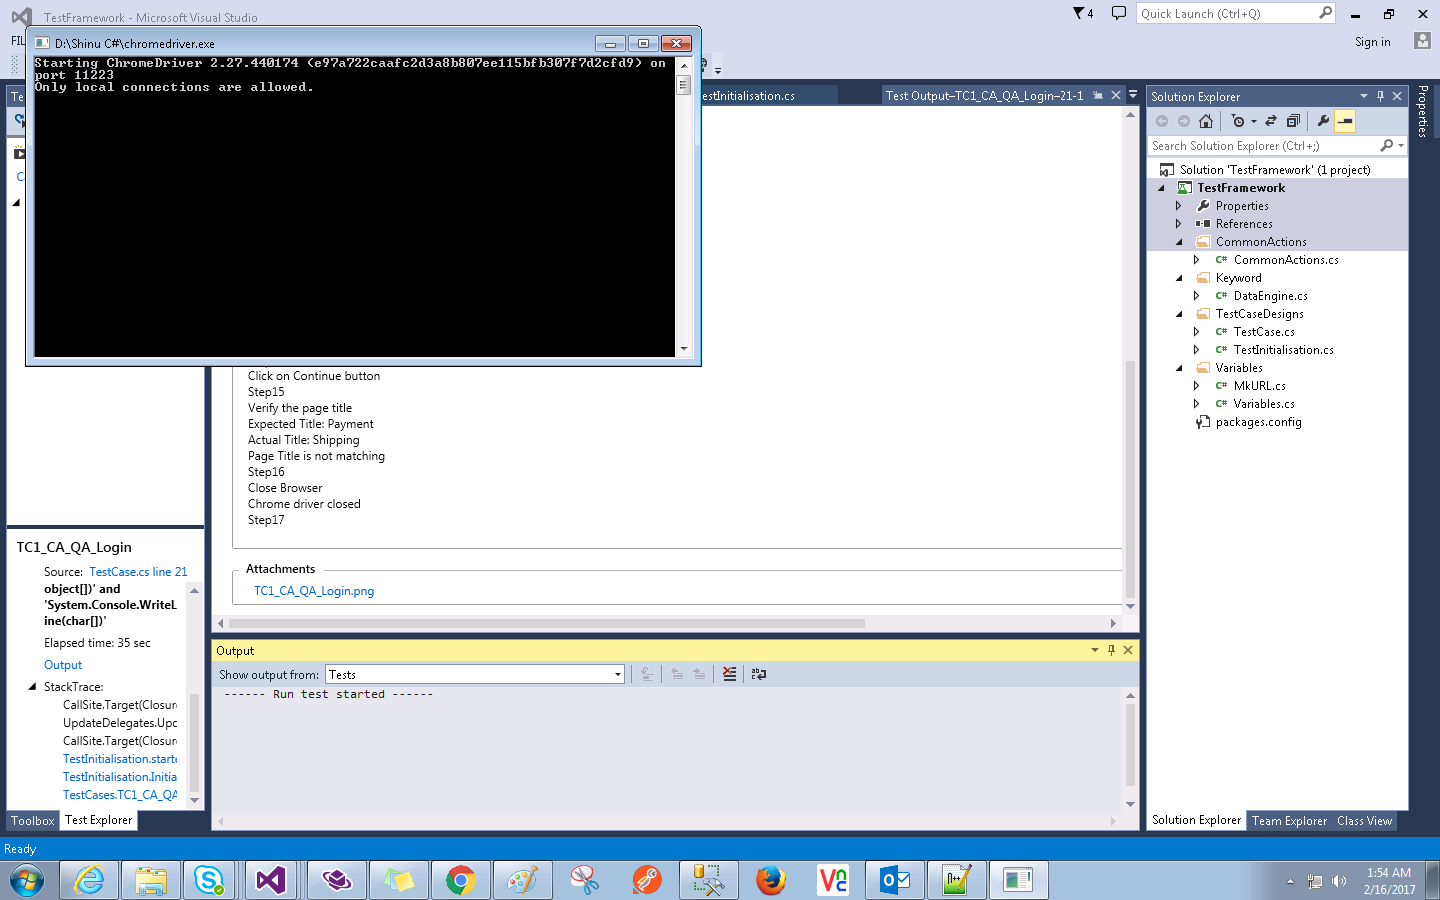 TestFramework - Microsoft Visual Studio
4
Quick Launch (Ctrl+Q)
Sign in
D:\Shinu C#\chromedriver.exe
Starting ChromeDriver 2.27.440174 (e97a722caafc2d3a8b807ee115bfb307f7d2cfd9) on
port 11223
Only local connections are allowed.
Test Output–TC1_CA_QA_Login–21-1
Click on Continue button
Step15
Verify the page title
Expected Title: Payment
Actual Title: Shipping
Page Title is not matching
Step16
Close Browser
Chrome driver closed
Step17
Attachments
TC1_CA_QA_Login.png
TC1_CA_QA_Login
Source: TestCase.cs line 21
object[])' and
'System.Console.WriteL
ine(char[])'
Elapsed time: 35 sec
Output
StackTrace:
CallSite.Target(Closur
UpdateDelegates.Upd
CallSite.Target(Closur
TestInitialisation.starte
TestInitialisation.Initia
TestCases.TC1_CA_QA
Toolbox
Test Explorer
Output
Show output from: Tests
------ Run test started ------
Solution Explorer
Search Solution Explorer (Ctrl+;)
Solution 'TestFramework' (1 project)
TestFramework
Properties
References
CommonActions
CommonActions.cs
Keyword
DataEngine.cs
TestCaseDesigns
TestCase.cs
TestInitialisation.cs
Variables
MkURL.cs
Variables.cs
packages.config
Solution Explorer
Team Explorer
Class View
Properties
Ready
1:54 AM
2/16/2017